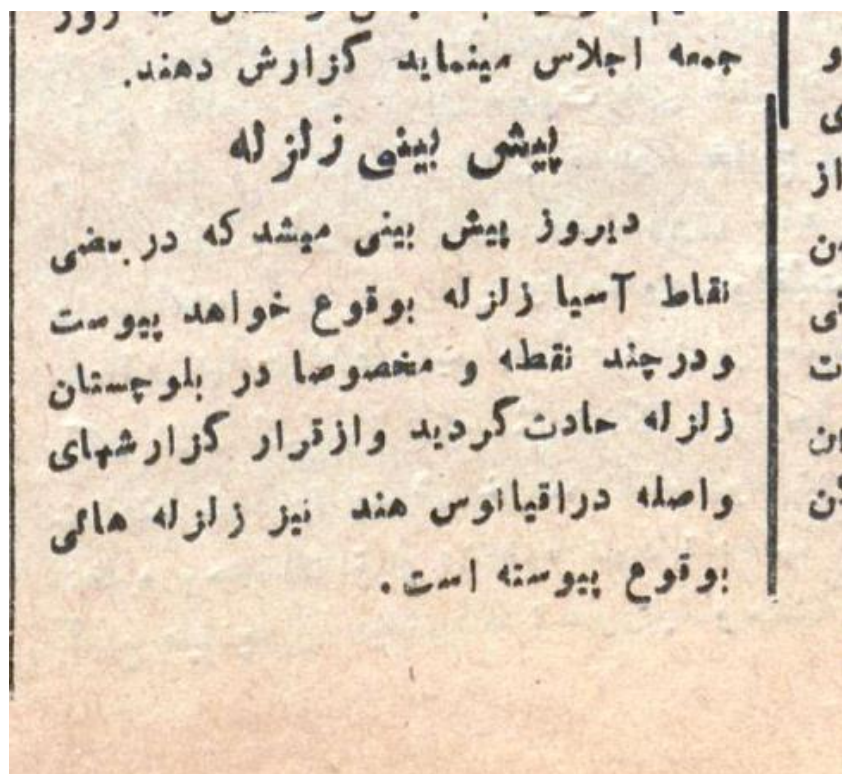 روز
جمعه اجلاس مینماید گزارش دهند.
پیش بینی زلزله
دیروز پیش بینی میشد که در بعضی
نقاط آسیا زلزله بوقوع خواهد پیوست
ودرچند نقطه و مخصوصا در بلوچستان
زلزله حادث گردید وازقرار گزارشهای
واصله دراقیانوس هند نیز زلزله هائی
بوقوع پیوسته است.
و
از